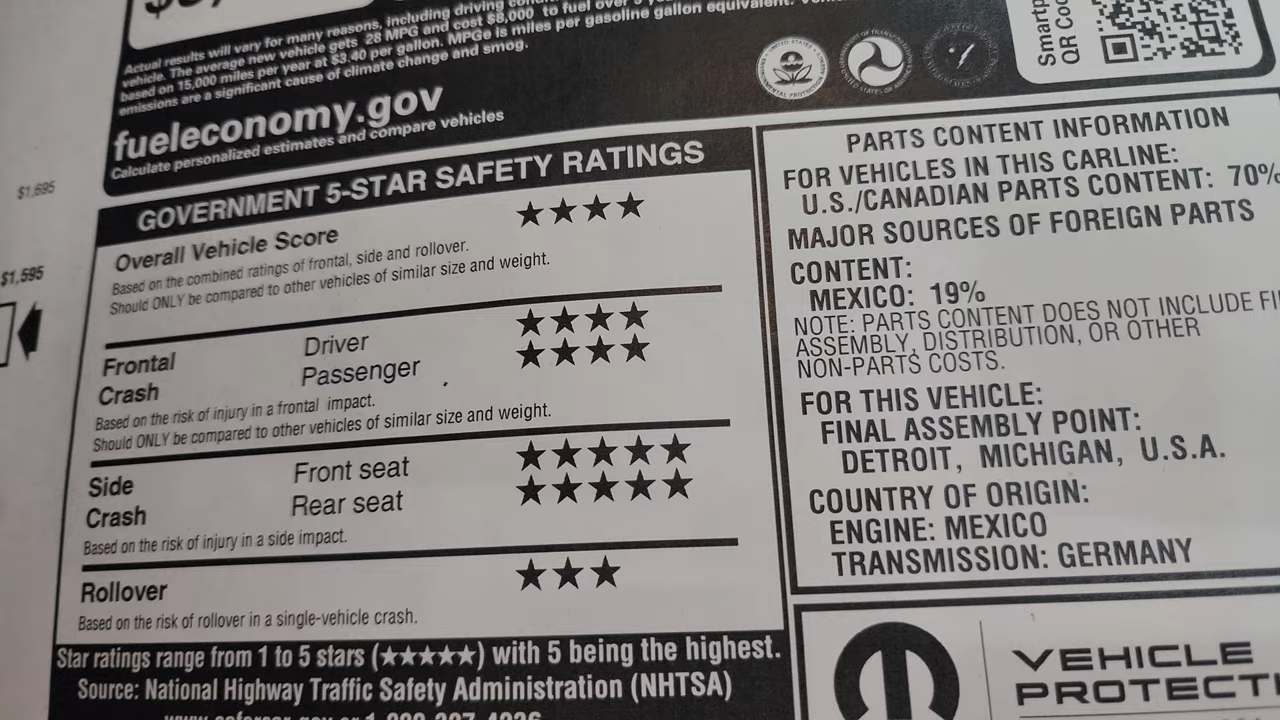 Actual results will vary for many reasons, including driving
vehicle. The average new vehicle gets 28 MPG and cost $8,000 to fuel over 5
based on 15,000 miles per year at $3.40 per gallon. MPGe is miles per gasoline gallon equivalent.
emissions are a significant cause of climate change and smog.
fueleconomy.gov
Calculate personalized estimates and compare vehicles
Smartp
QR Co
$1,695
$1,595
GOVERNMENT 5-STAR SAFETY RATINGS
Overall Vehicle Score ★★★★
Based on the combined ratings of frontal, side and rollover.
Should ONLY be compared to other vehicles of similar size and weight.
Frontal Driver ★★★★
Crash Passenger ★★★★
Based on the risk of injury in a frontal impact.
Should ONLY be compared to other vehicles of similar size and weight.
Side Front seat ★★★★★
Crash Rear seat ★★★★★
Based on the risk of injury in a side impact.
Rollover ★★★
Based on the risk of rollover in a single-vehicle crash.
Star ratings range from 1 to 5 stars (★★★★★) with 5 being the highest.
Source: National Highway Traffic Safety Administration (NHTSA)
PARTS CONTENT INFORMATION
FOR VEHICLES IN THIS CARLINE:
U.S./CANADIAN PARTS CONTENT: 70%
MAJOR SOURCES OF FOREIGN PARTS
CONTENT:
MEXICO: 19%
NOTE: PARTS CONTENT DOES NOT INCLUDE FI
ASSEMBLY, DISTRIBUTION, OR OTHER
NON-PARTS COSTS.
FOR THIS VEHICLE:
FINAL ASSEMBLY POINT:
DETROIT, MICHIGAN, U.S.A.
COUNTRY OF ORIGIN:
ENGINE: MEXICO
TRANSMISSION: GERMANY
VEHICLE
PROTECT